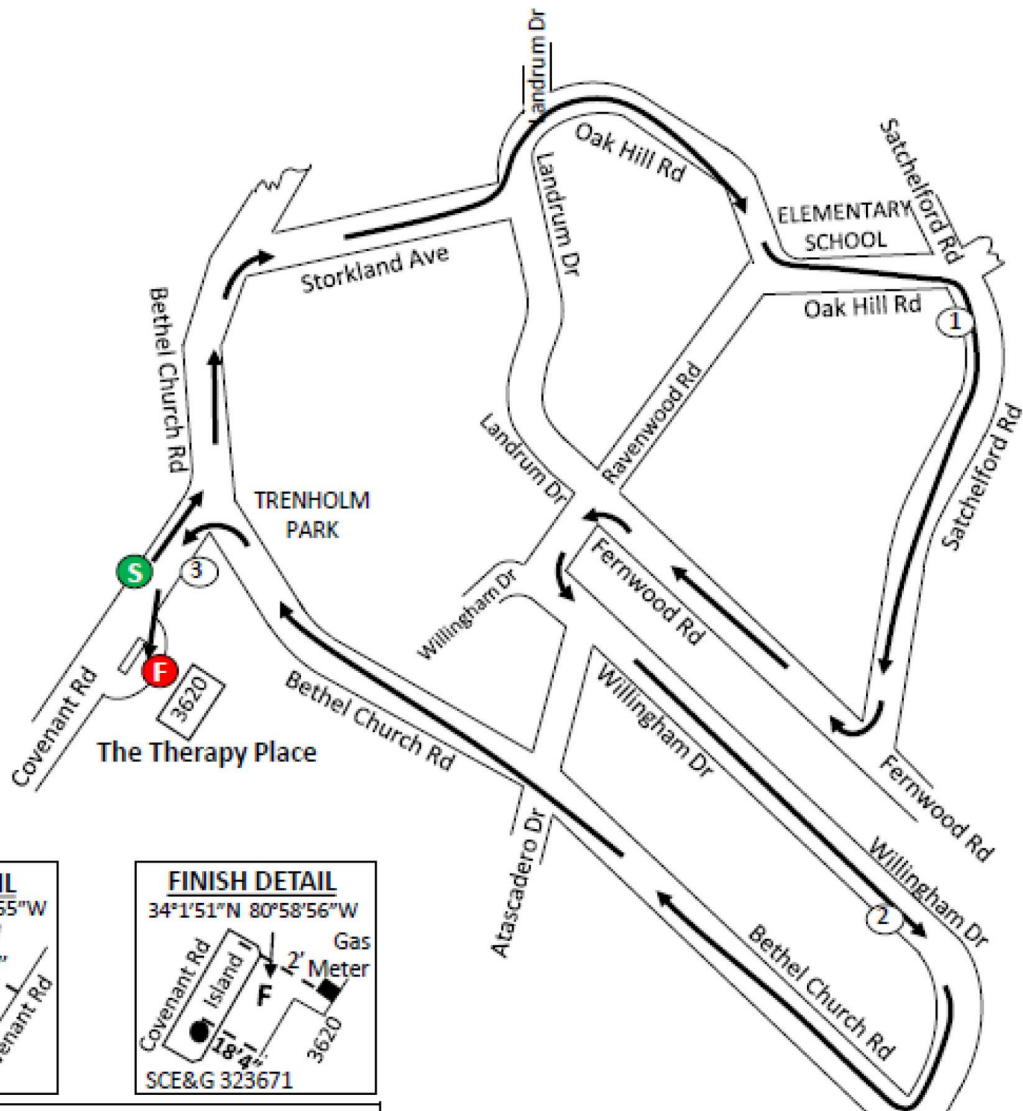 Landrum Dr
Oak Hill Rd
Satchelford Rd
Landrum Dr
ELEMENTARY
SCHOOL
Storkland Ave
Oak Hill Rd
1
Bethel Church Rd
Ravenwood Rd
Satchelford Rd
Landrum Dr
TRENHOLM
PARK
S
3
Fernwood Rd
Willingham Dr
F
3620
Covenant Rd
Bethel Church Rd
Willingham Dr
The Therapy Place
Fernwood Rd
Atascadero Dr
Willingham Dr
2
Bethel Church Rd
55"W
FINISH DETAIL
34°1'51"N 80°58'56"W
Covenant Rd
Island
F
2'
Gas
Meter
18'4"
3620
SCE&G 323671